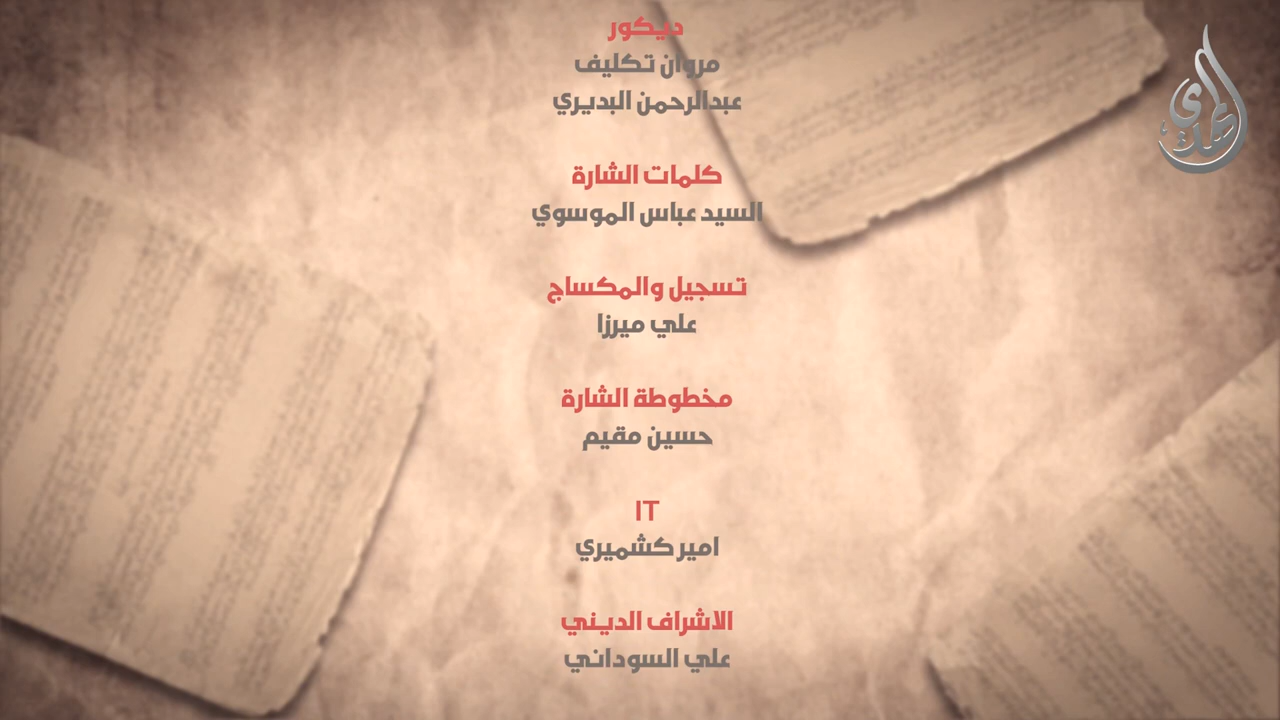 ديكور
مروان تكليف
عبدالرحمن البديري
كلمات الشارة
السيد عباس الموسوي
تسجيل والمكساج
علي ميرزا
مخطوطة الشارة
حسين مقيم
IT
امير كشميري
الاشراف الديني
علي السوداني